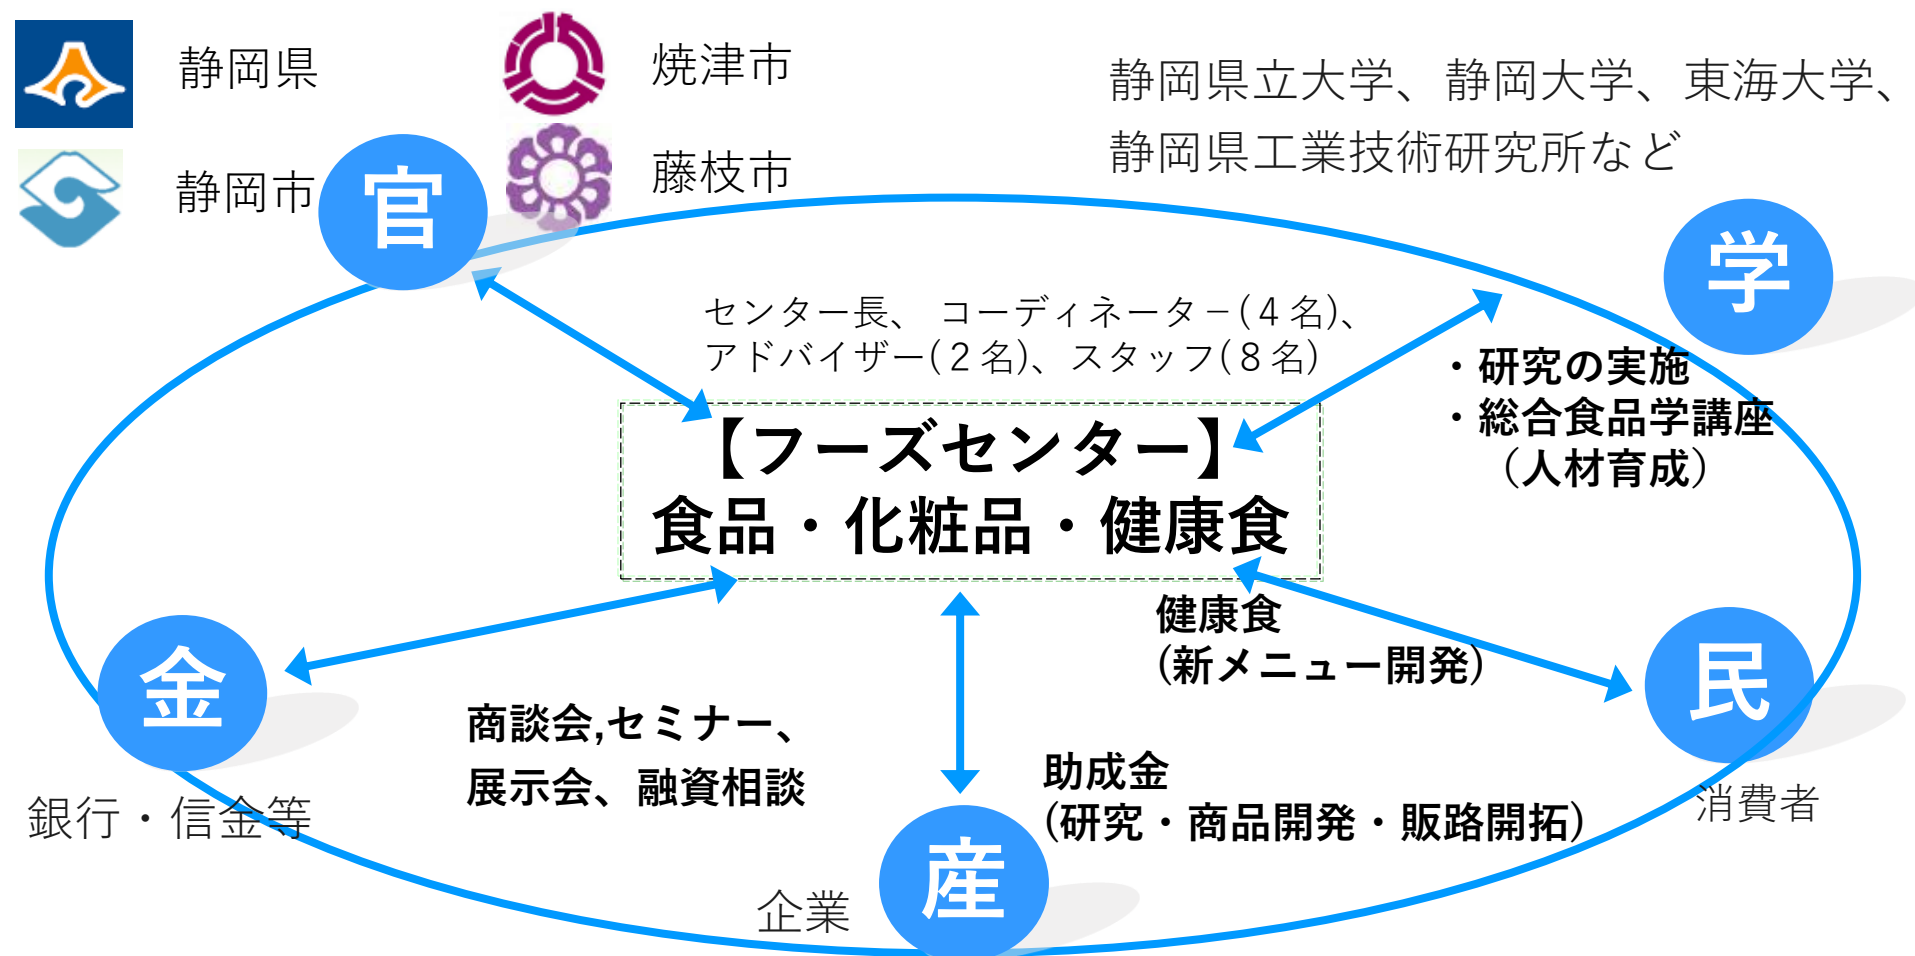 静岡県
焼津市
静岡市
藤枝市
官
静岡県立大学、静岡大学、東海大学、
静岡県工業技術研究所など
学
センター長、 コーディネータ－(４名)、
アドバイザー(２名)、スタッフ(８名)
・研究の実施
・総合食品学講座
（人材育成）
【フーズセンター】
食品・化粧品・健康食
健康食
(新メニュー開発)
金
銀行・信金等
商談会,セミナー、
展示会、融資相談
民
消費者
助成金
(研究・商品開発・販路開拓)
産
企業